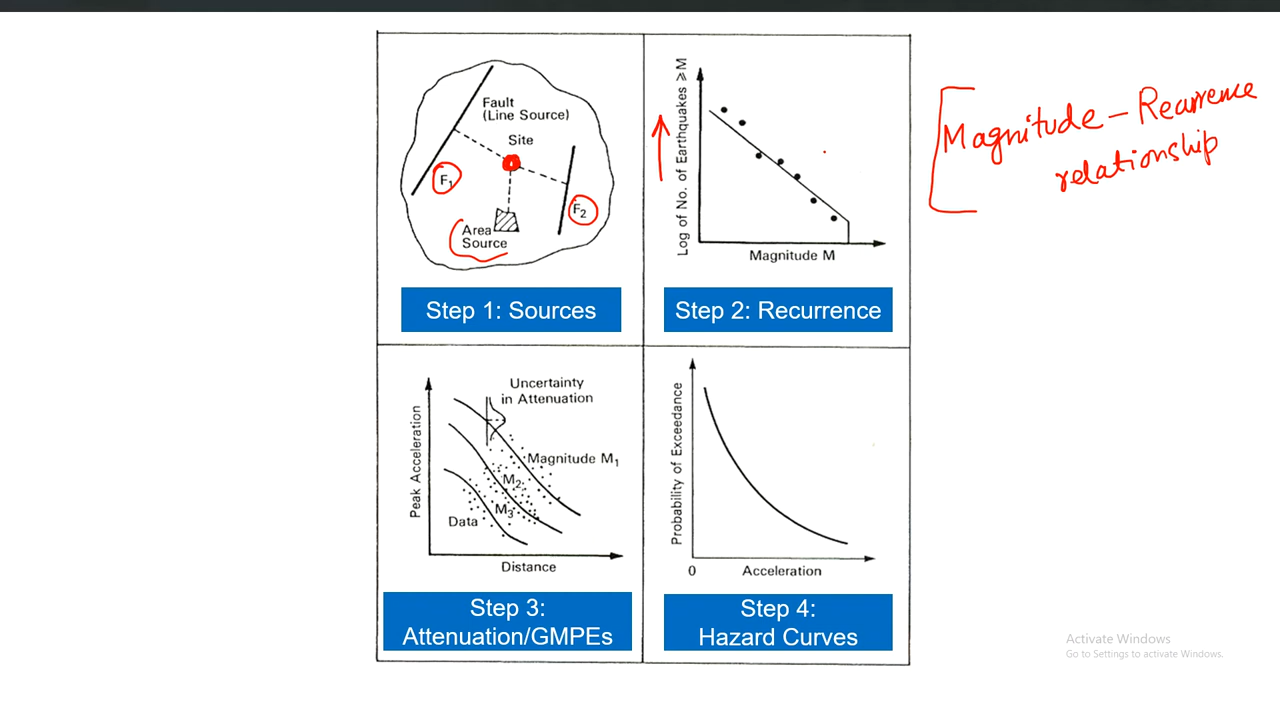 Fault
(Line Source)
Site
F1
F2
Area
Source
Step 1: Sources
Log of No. of Earthquakes ⩾M
Magnitude M
Step 2: Recurrence
Magnitude - Recurrence
relationship
Uncertainty
in Attenuation
Peak Acceleration
Magnitude M1
M2
M3
Data
Distance
Step 3:
Attenuation/GMPEs
Probability of Exceedance
0
Acceleration
Step 4:
Hazard Curves
Activate Windows
Go to Settings to activate Windows.